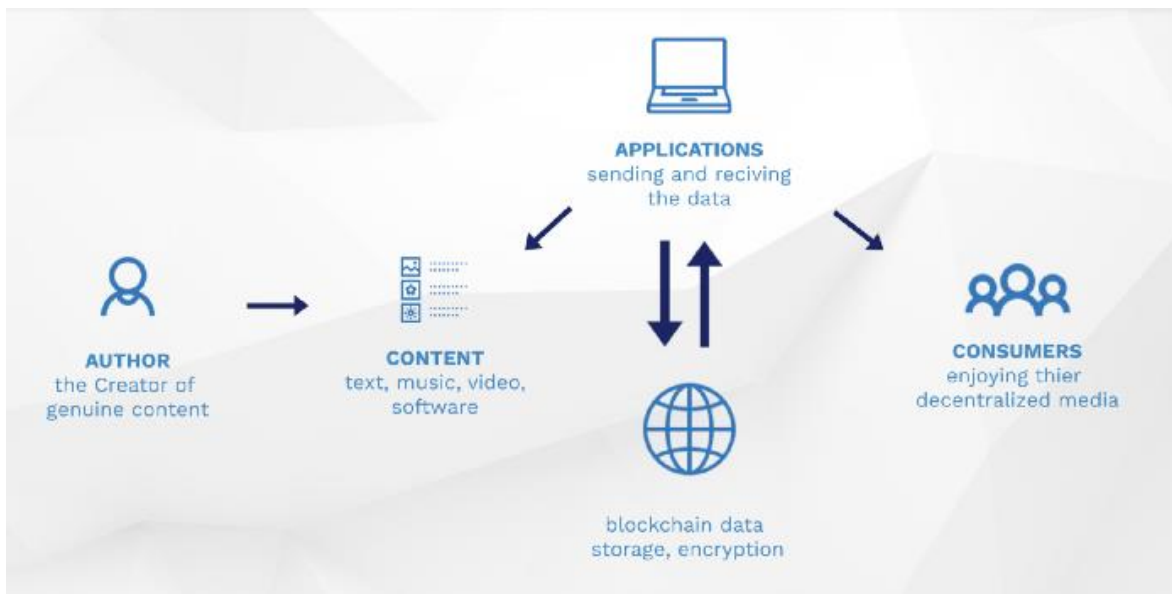 APPLICATIONS
sending and reciving
the data
AUTHOR
the Creator of
genuine content
CONTENT
text, music, video,
software
CONSUMERS
enjoying thier
decentralized media
blockchain data
storage, encryption